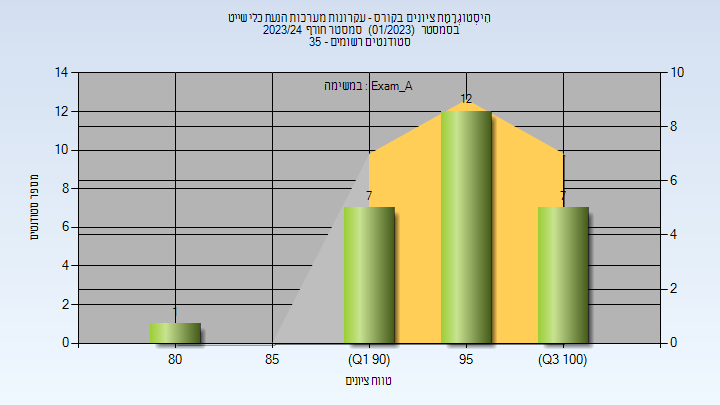 היסטוגרמת ציונים בקורס - עקרונות מערכות הנעת כלי שייט
בסמסטר (01/2023) סמסטר חורף 2023/24
סטודנטים רשומים - 35
במשימה : Exam_A
מספר סטודנטים
14
12
10
8
6
4
2
0
10
8
6
4
2
0
1
7
12
7
80
85
(Q1 90)
95
(Q3 100)
טווח ציונים